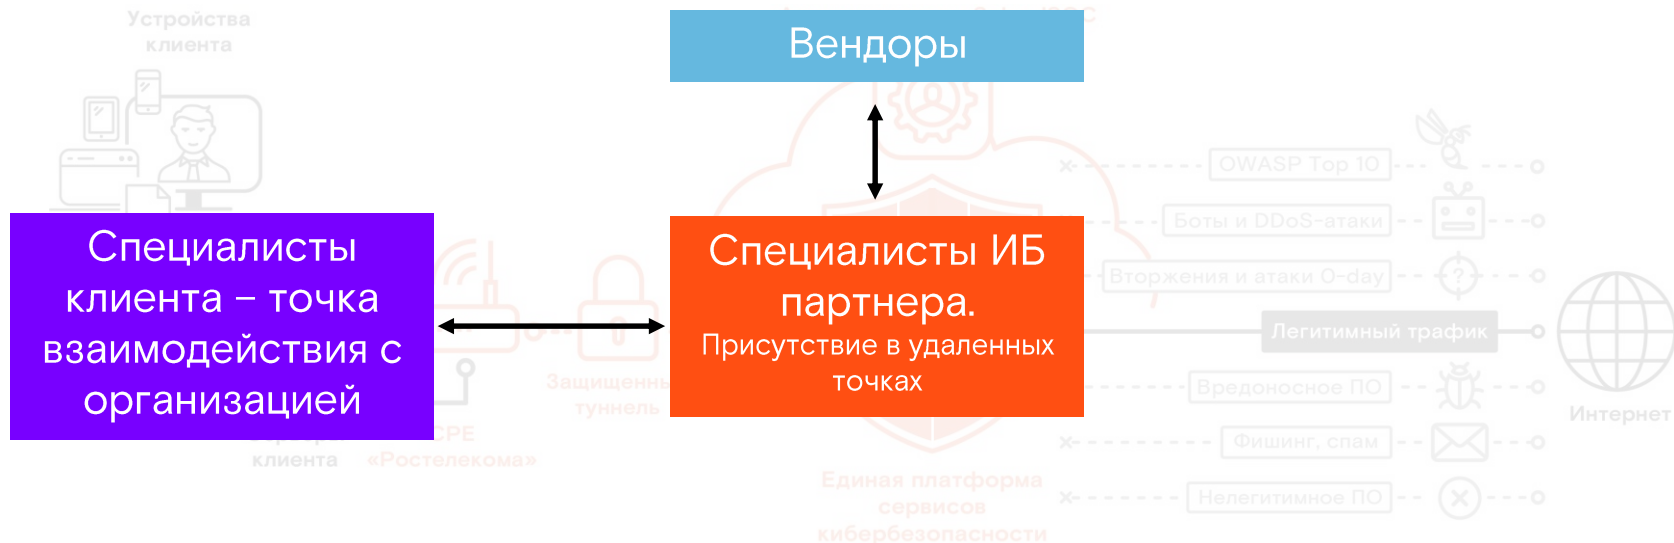 Устройства
клиента
Вендоры
Специалисты
клиента – точка
взаимодействия с
организацией
Специалисты ИБ
партнера.
Присутствие в удаленных
точках
OWASP Top 10
Боты и DDoS-атаки
Вторжения и атаки 0-day
Легитимный трафик
Вредоносное ПО
Фишинг, спам
Нелегитимное ПО
Интернет
туннель
клиента
CPE
«Ростелекома»
Единая платформа
сервисов
кибербезопасности